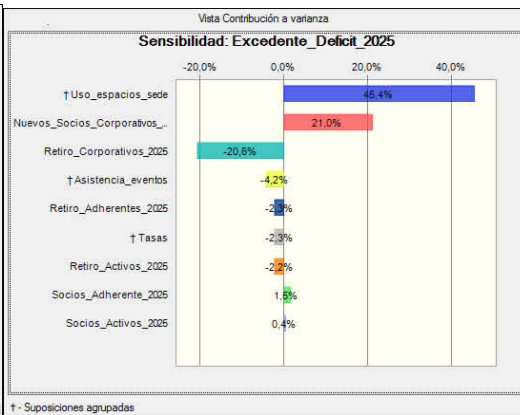 Vista Contribución a varianza
Sensibilidad: Excedente_Deficit_2025
-20,0% 0,0% 20,0% 40,0%
†Uso_espacios_sede 45,4%
Nuevos_Socios_Corporativos_... 21,0%
Retiro_Corporativos_2025 -20,6%
†Asistencia_eventos -4,2%
Retiro_Adherentes_2025 -2,3%
†Tasas -2,3%
Retiro_Activos_2025 -2,2%
Socios_Adherente_2025 1,5%
Socios_Activos_2025 0,4%
† - Suposiciones agrupadas